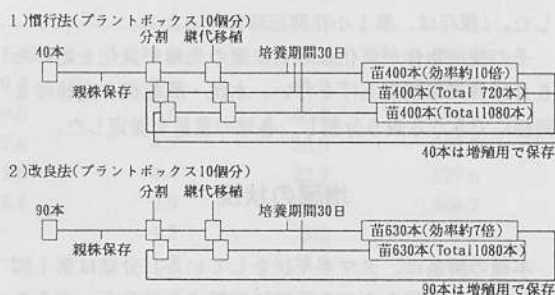 1)慣行法(プラントボックス10個分)
分割 継代移植
40本
培養期間30日
親株保存
苗400本(効率約10倍)
苗400本(Total 720本)
苗400本(Total1080本)
40本は増殖用で保存
2)改良法(プラントボックス10個分)
分割 継代移植
90本
培養期間30日
親株保存
苗630本(効率約7倍)
苗630本(Total1080本)
90本は増殖用で保存